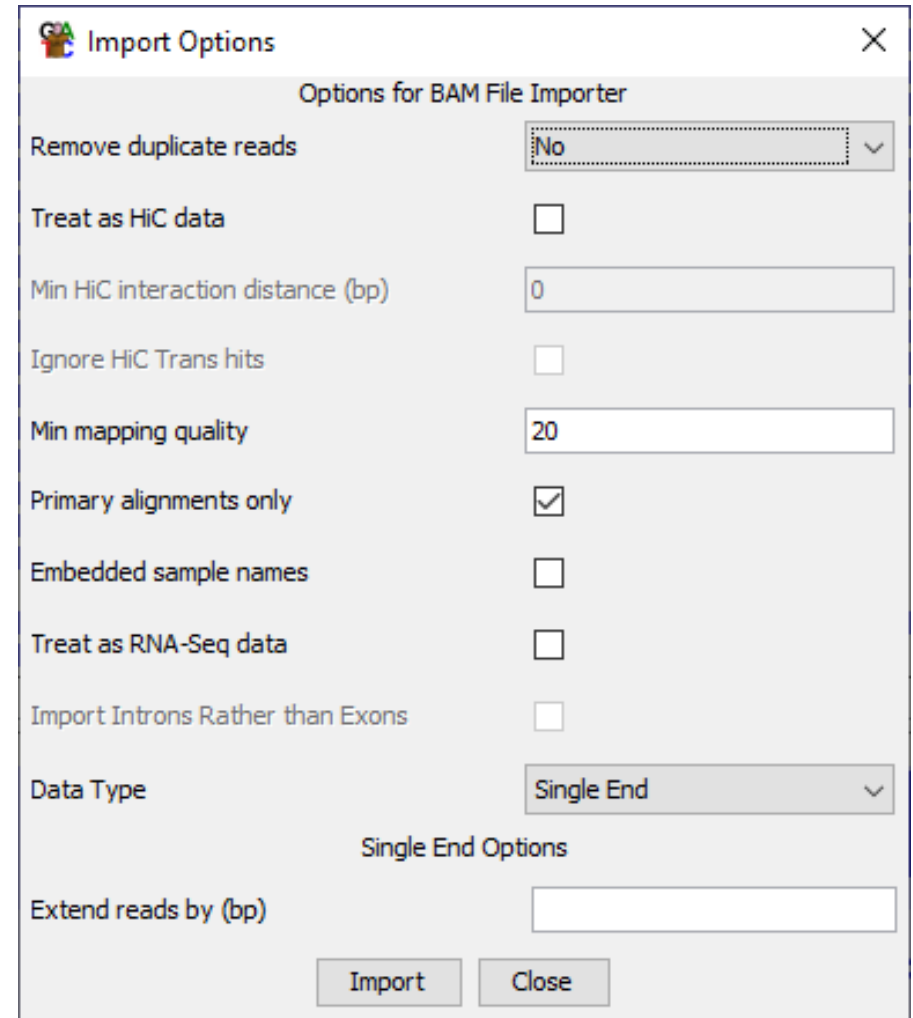 Import Options
Options for BAM File Importer
Remove duplicate reads No
Treat as HiC data
Min HiC interaction distance (bp) 0
Ignore HiC Trans hits
Min mapping quality 20
Primary alignments only
Embedded sample names
Treat as RNA-Seq data
Import Introns Rather than Exons
Data Type Single End
Single End Options
Extend reads by (bp)
Import Close